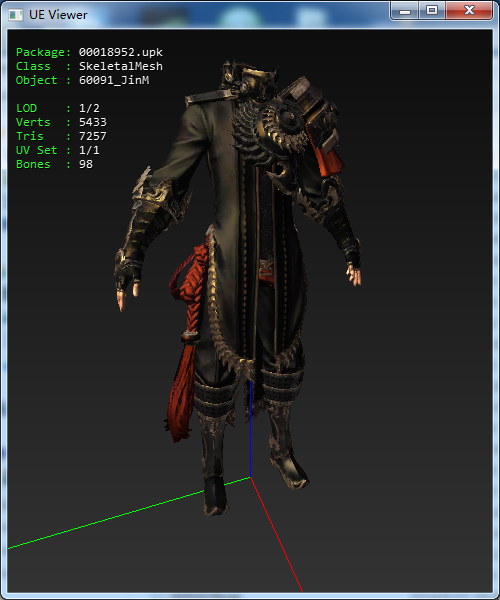 UE Viewer
Package: 00018952.upk
Class : SkeletalMesh
Object : 60091_JinM
LOD : 1/2
Verts : 5433
Tris : 7257
UV Set : 1/1
Bones : 98